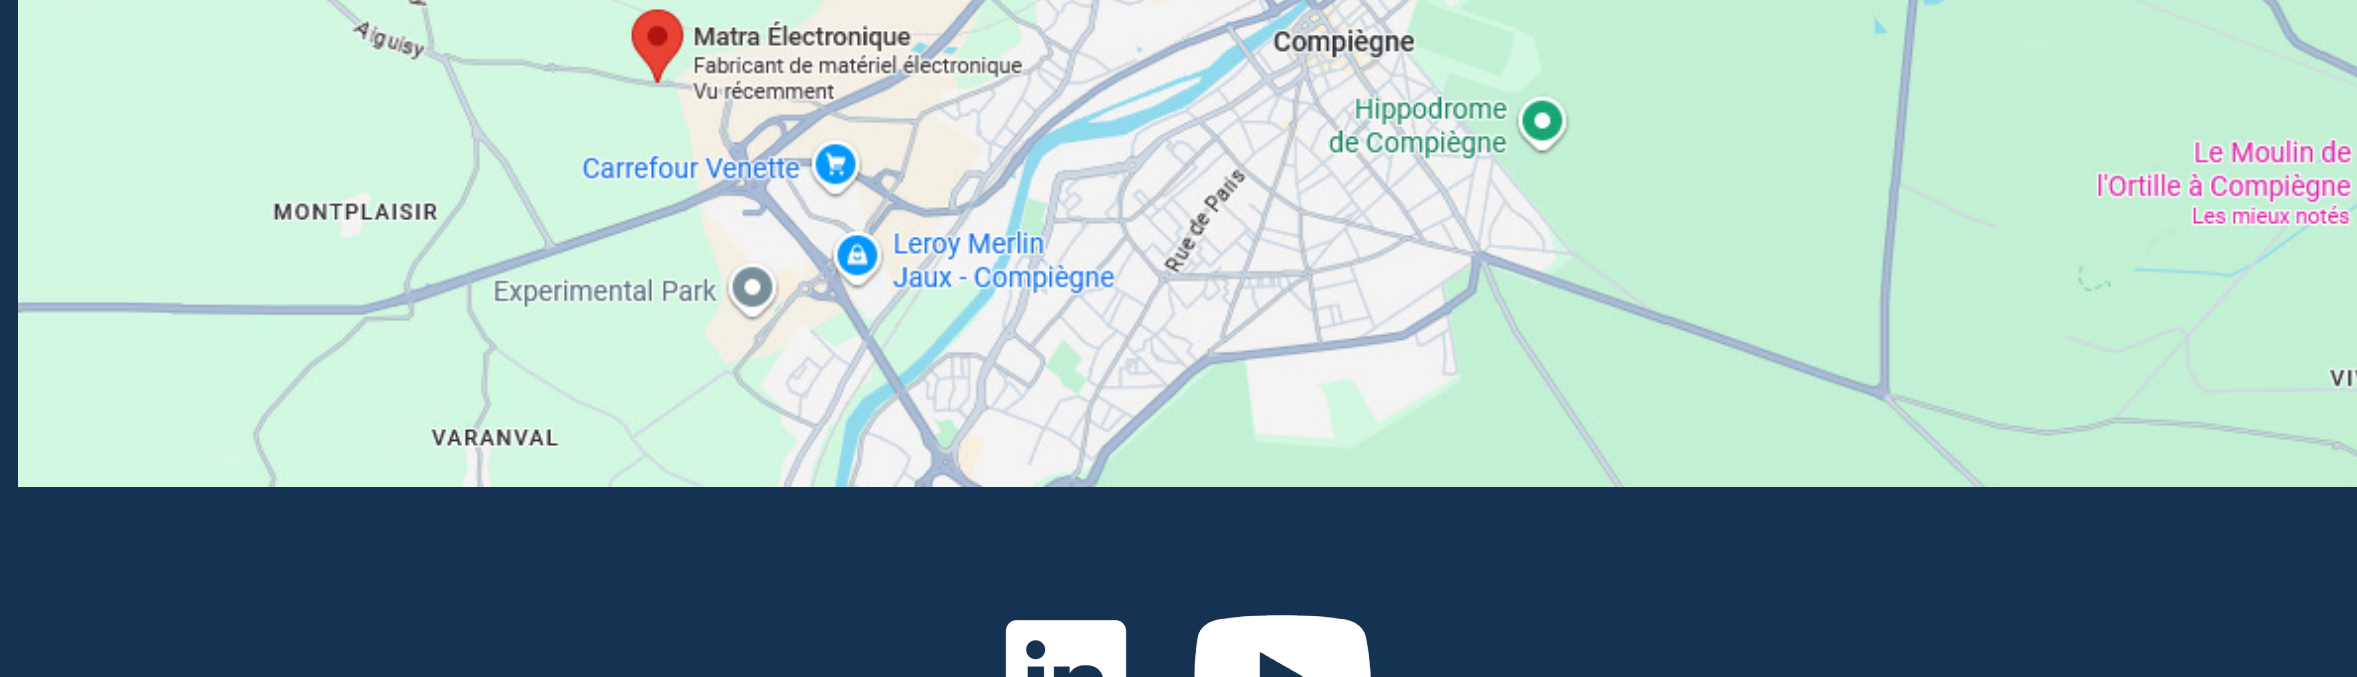 Aiguisy
Matra Électronique
Fabricant de matériel électronique
Vu récemment
Compiègne
Hippodrome
de Compiègne
Carrefour Venette
Le Moulin de
l'Ortille à Compiègne
Les mieux notés
MONTPLAISIR
Rue de Paris
Leroy Merlin
Jaux - Compiègne
Experimental Park
VARANVAL
in